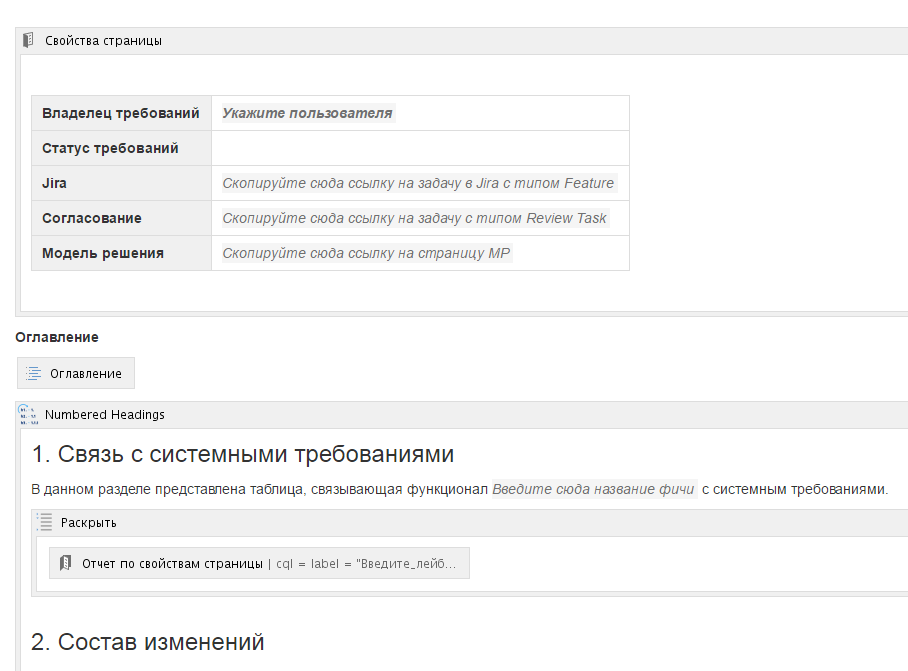 Свойства страницы
Владелец требований Укажите пользователя
Статус требований
Jira Скопируйте сюда ссылку на задачу в Jira с типом Feature
Согласование Скопируйте сюда ссылку на задачу с типом Review Task
Модель решения Скопируйте сюда ссылку на страницу МР
Оглавление
Оглавление
Numbered Headings
1. Связь с системными требованиями
В данном разделе представлена таблица, связывающая функционал Введите сюда название фичи с системным требованиями.
Раскрыть
Отчет по свойствам страницы | cql = label = "Введите_лейб...
2. Состав изменений